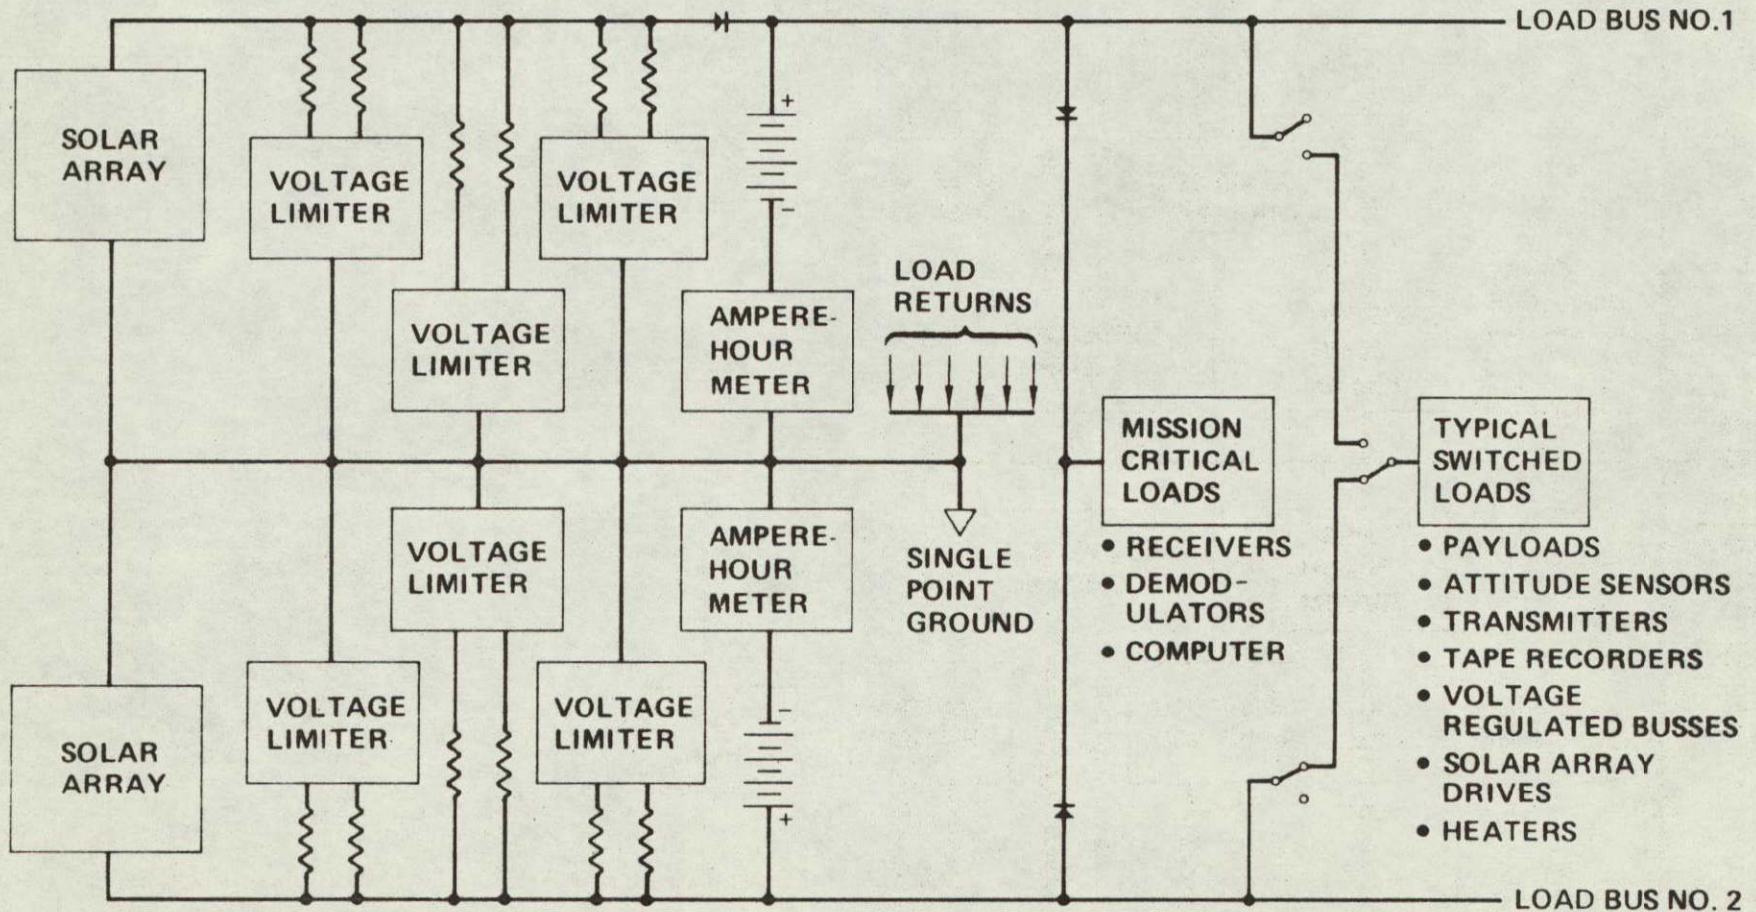 LOAD BUS NO.1
SOLAR
ARRAY
VOLTAGE
LIMITER
VOLTAGE
LIMITER
+
−
LOAD
RETURNS
VOLTAGE
LIMITER
AMPERE-
HOUR
METER
MISSION
CRITICAL
LOADS
TYPICAL
SWITCHED
LOADS
VOLTAGE
LIMITER
AMPERE-
HOUR
METER
SINGLE
POINT
GROUND
• RECEIVERS
• DEMOD-
ULATORS
• COMPUTER
• PAYLOADS
• ATTITUDE SENSORS
• TRANSMITTERS
• TAPE RECORDERS
• VOLTAGE
REGULATED BUSSES
• SOLAR ARRAY
DRIVES
• HEATERS
SOLAR
ARRAY
VOLTAGE
LIMITER
VOLTAGE
LIMITER
−
+
LOAD BUS NO. 2